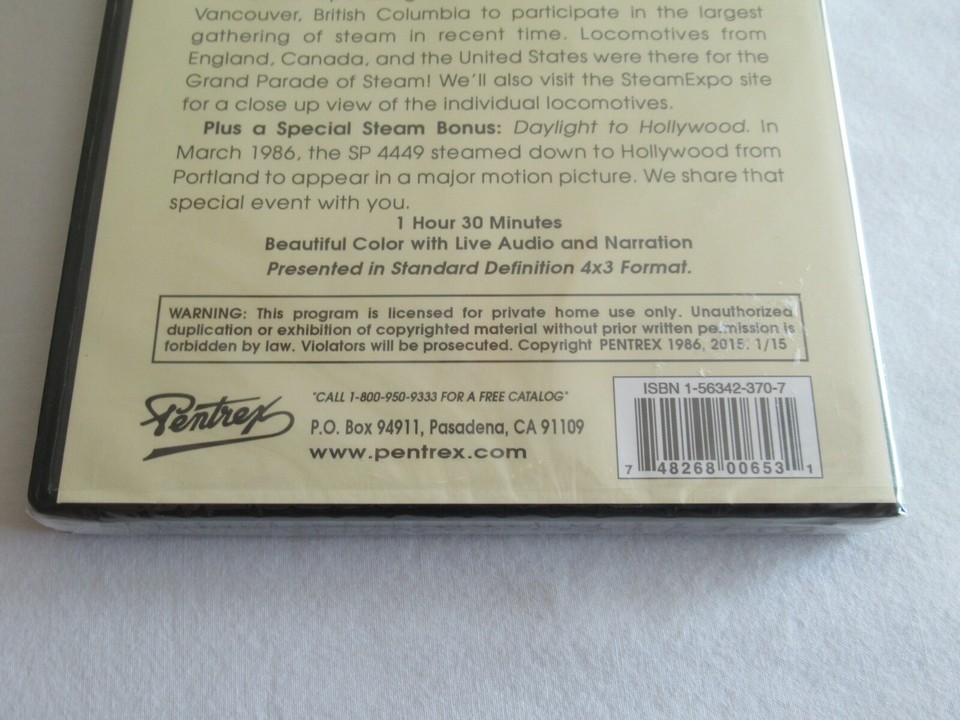 Vancouver, British Columbia to participate in the largest
gathering of steam in recent time. Locomotives from
England, Canada, and the United States were there for the
Grand Parade of Steam! We'll also visit the SteamExpo site
for a close up view of the individual locomotives.
Plus a Special Steam Bonus: Daylight to Hollywood. In
March 1986, the SP 4449 steamed down to Hollywood from
Portland to appear in a major motion picture. We share that
special event with you.
1 Hour 30 Minutes
Beautiful Color with Live Audio and Narration
Presented in Standard Definition 4x3 Format.
WARNING: This program is licensed for private home use only. Unauthorized
duplication or exhibition of copyrighted material without prior written permission is
forbidden by law. Violators will be prosecuted. Copyright PENTREX 1986, 2015. 1/15
Pentrex
"CALL 1-800-950-9333 FOR A FREE CATALOG"
P.O. Box 94911, Pasadena, CA 91109
www.pentrex.com
ISBN 1-56342-370-7
7 48268 00653 1